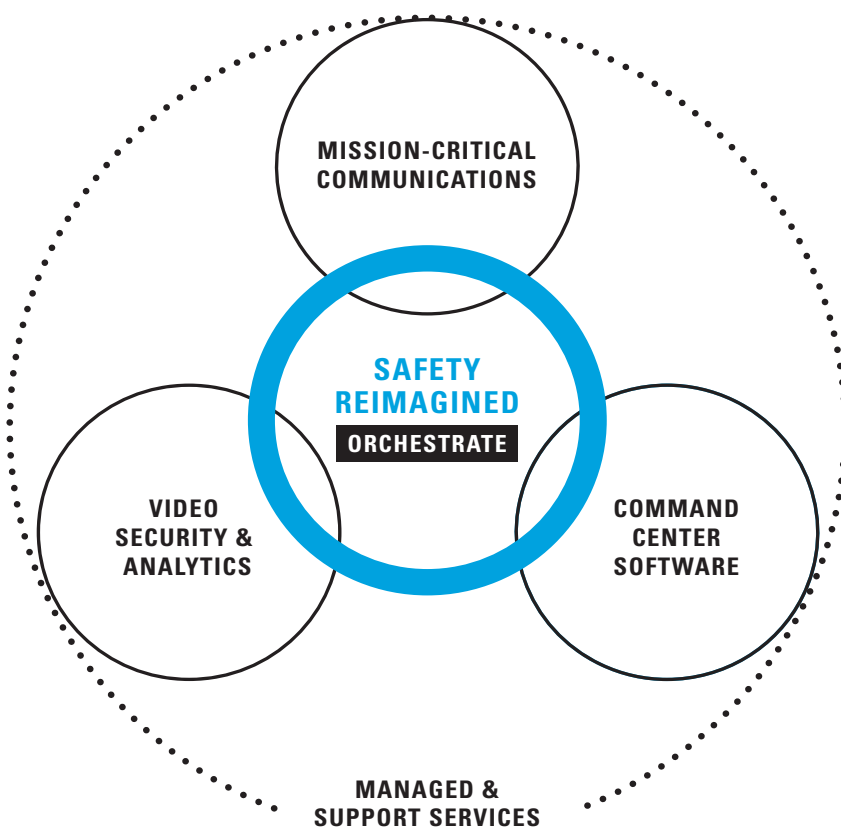 MISSION-CRITICAL
COMMUNICATIONS
SAFETY
REIMAGINED
ORCHESTRATE
VIDEO
SECURITY &
ANALYTICS
COMMAND
CENTER
SOFTWARE
MANAGED &
SUPPORT SERVICES